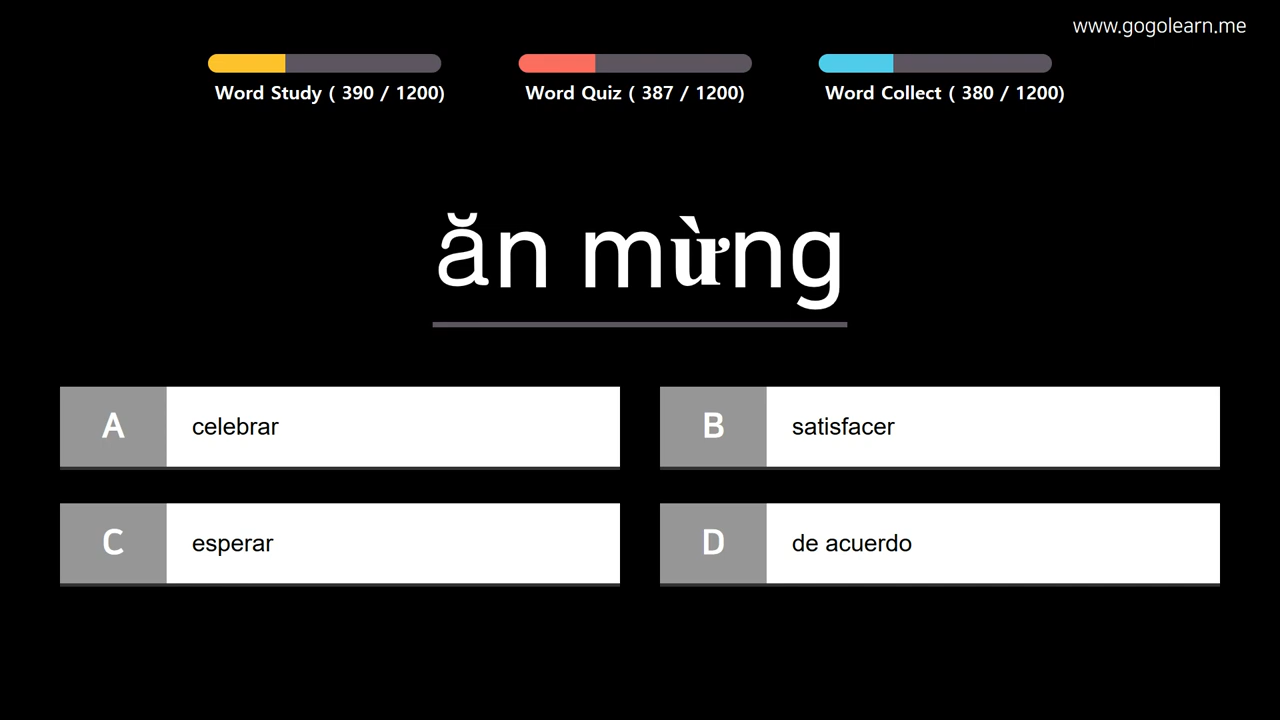 www.gogolearn.me
Word Study ( 390 / 1200)
Word Quiz ( 387 / 1200)
Word Collect ( 380 / 1200)
ăn mừng
A celebrar
B satisfacer
C esperar
D de acuerdo